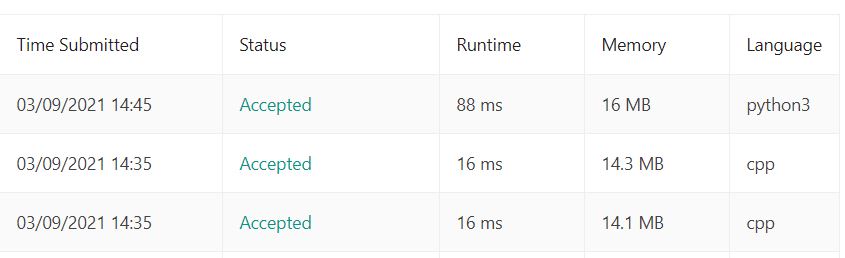 Time Submitted Status Runtime Memory Language
03/09/2021 14:45 Accepted 88 ms 16 MB python3
03/09/2021 14:35 Accepted 16 ms 14.3 MB cpp
03/09/2021 14:35 Accepted 16 ms 14.1 MB cpp